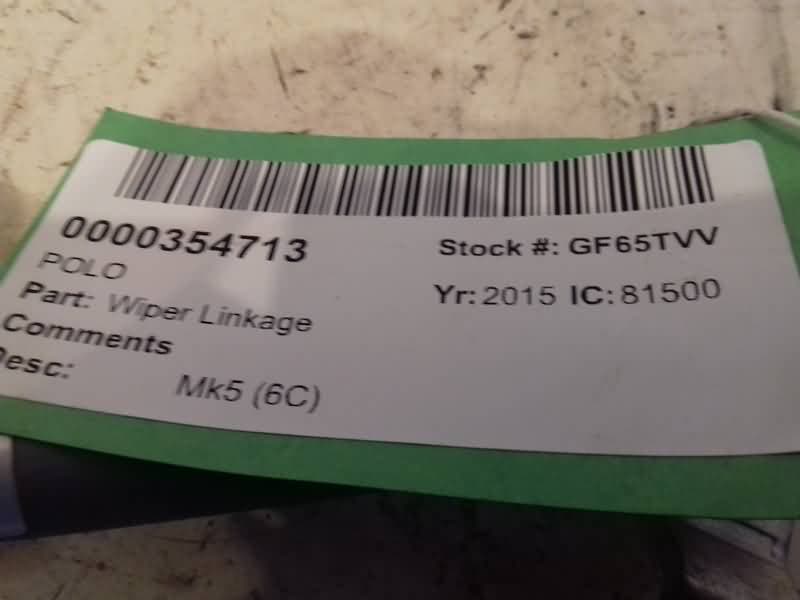 0000354713
Stock #: GF65TVV
POLO
Yr: 2015 IC: 81500
Part: Wiper Linkage
Comments
Desc:
Mk5 (6C)